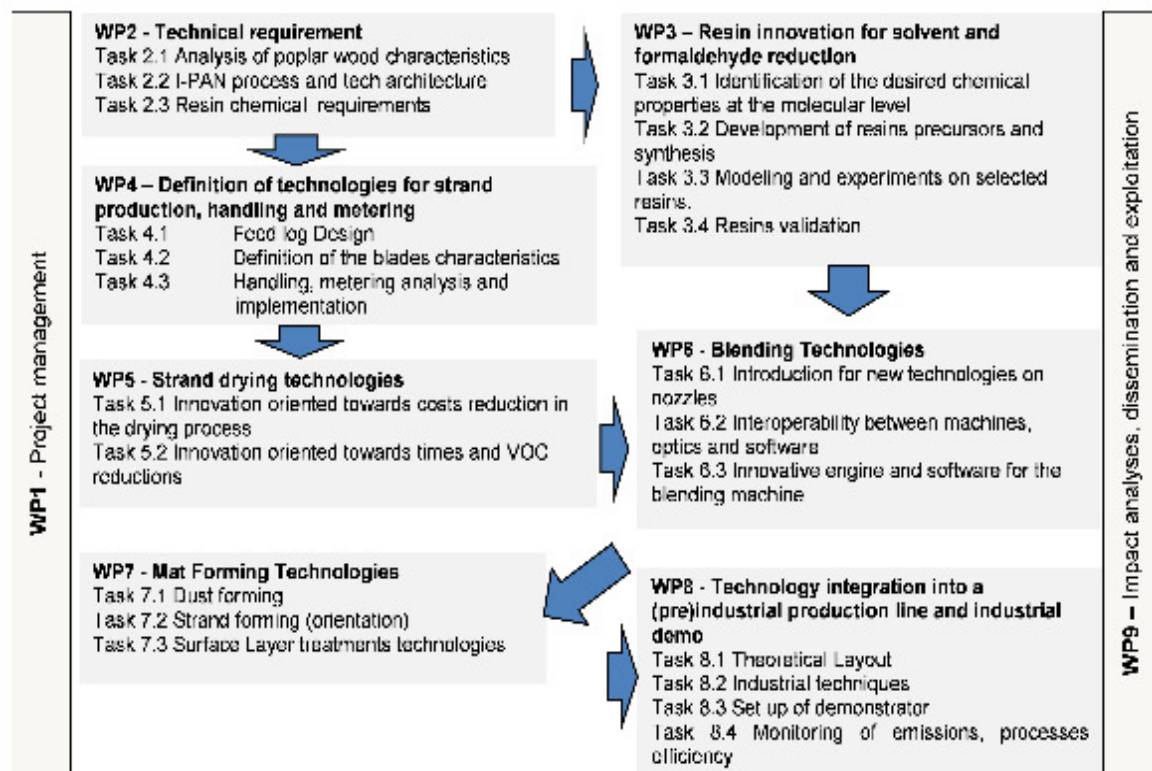 WP1 - Project management
WP2 - Technical requirement
Task 2.1 Analysis of poplar wood characteristics
Task 2.2 I-PAN process and tech architecture
Task 2.3 Resin chemical requirements
WP3 – Resin innovation for solvent and
formaldehyde reduction
Task 3.1 Identification of the desired chemical
properties at the molecular level
Task 3.2 Development of resins precursors and
synthesis
Task 3.3 Modeling and experiments on selected
resins.
Task 3.4 Resins validation
WP4 – Definition of technologies for strand
production, handling and metering
Task 4.1 Feed log Design
Task 4.2 Definition of the blades characteristics
Task 4.3 Handling, metering analysis and
implementation
WP5 - Strand drying technologies
Task 5.1 Innovation oriented towards costs reduction in
the drying process
Task 5.2 Innovation oriented towards times and VOC
reductions
WP6 - Blending Technologies
Task 6.1 Introduction for new technologies on
nozzles
Task 6.2 Interoperability between machines,
optics and software
Task 6.3 Innovative engine and software for the
blending machine
WP7 - Mat Forming Technologies
Task 7.1 Dust forming
Task 7.2 Strand forming (orientation)
Task 7.3 Surface Layer treatments technologies
WP8 - Technology integration into a
(pre)industrial production line and industrial
demo
Task 8.1 Theoretical Layout
Task 8.2 Industrial techniques
Task 8.3 Set up of demonstrator
Task 8.4 Monitoring of emissions, processes
efficiency
WP9 – Impact analyses, dissemination and exploitation